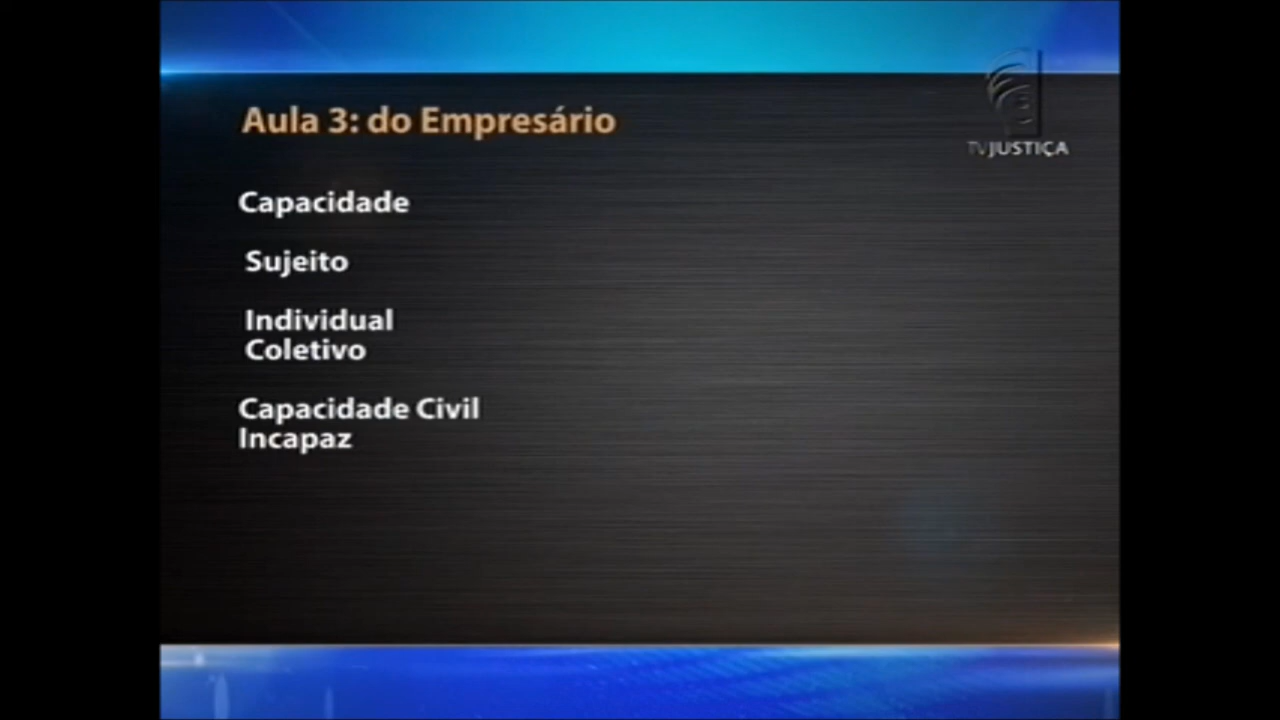 Aula 3: do Empresário
TVJUSTIÇA
Capacidade
Sujeito
Individual
Coletivo
Capacidade Civil
Incapaz